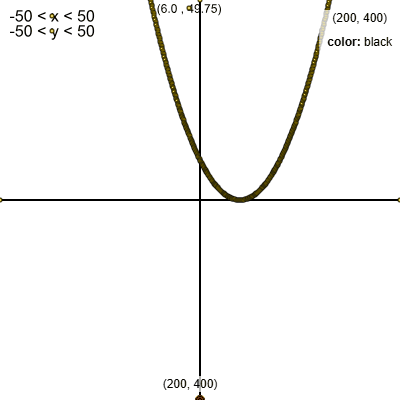 -50 < x < 50
-50 < y < 50
(6.0 , 49.75)
(200, 400)
color: black
(200, 400)